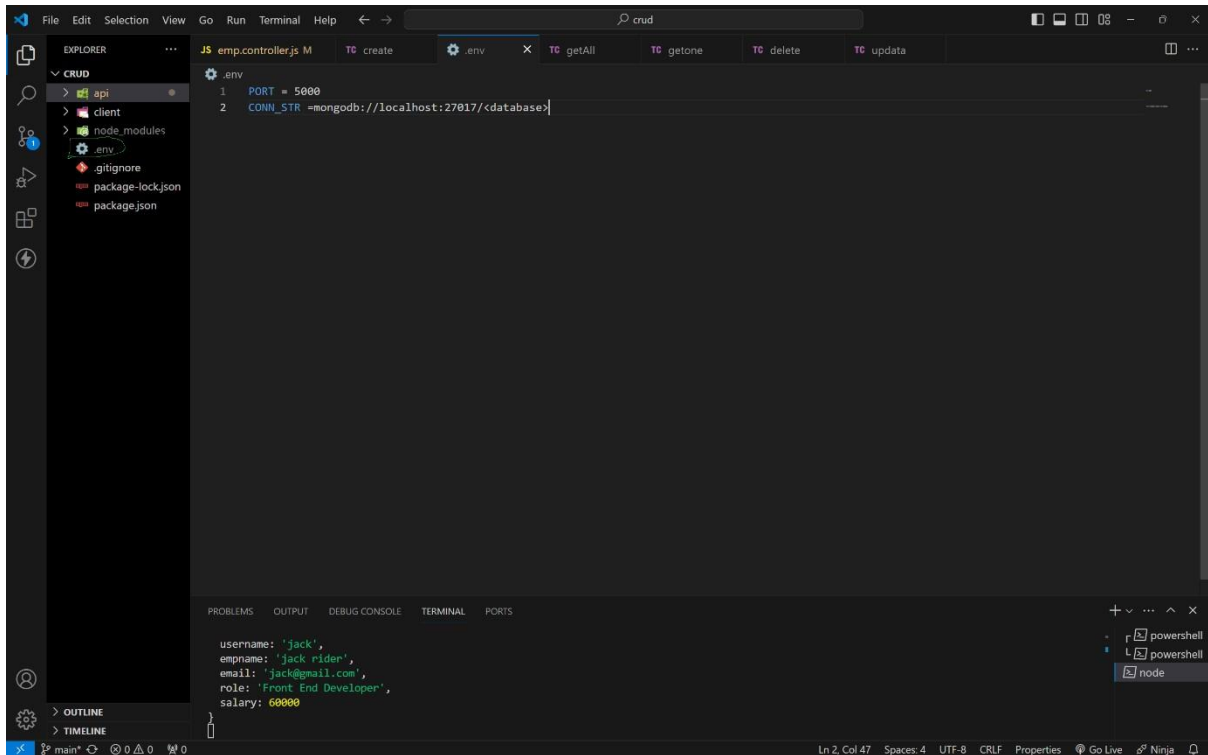 File Edit Selection View Go Run Terminal Help
crud
EXPLORER
JS emp.controller.js M
TC create
.env
TC getAll
TC getone
TC delete
TC updata
CRUD
api
client
node_modules
.env
.gitignore
package-lock.json
package.json
.env
1 PORT = 5000
2 CONN_STR =mongodb://localhost:27017/<database>
PROBLEMS OUTPUT DEBUG CONSOLE TERMINAL PORTS
username: 'jack',
empname: 'jack rider',
email: 'jack@gmail.com',
role: 'Front End Developer',
salary: 60000
}
powershell
powershell
node
OUTLINE
TIMELINE
1
main* 0 0 0
Ln 2, Col 47 Spaces: 4 UTF-8 CRLF Properties Go Live Ninja